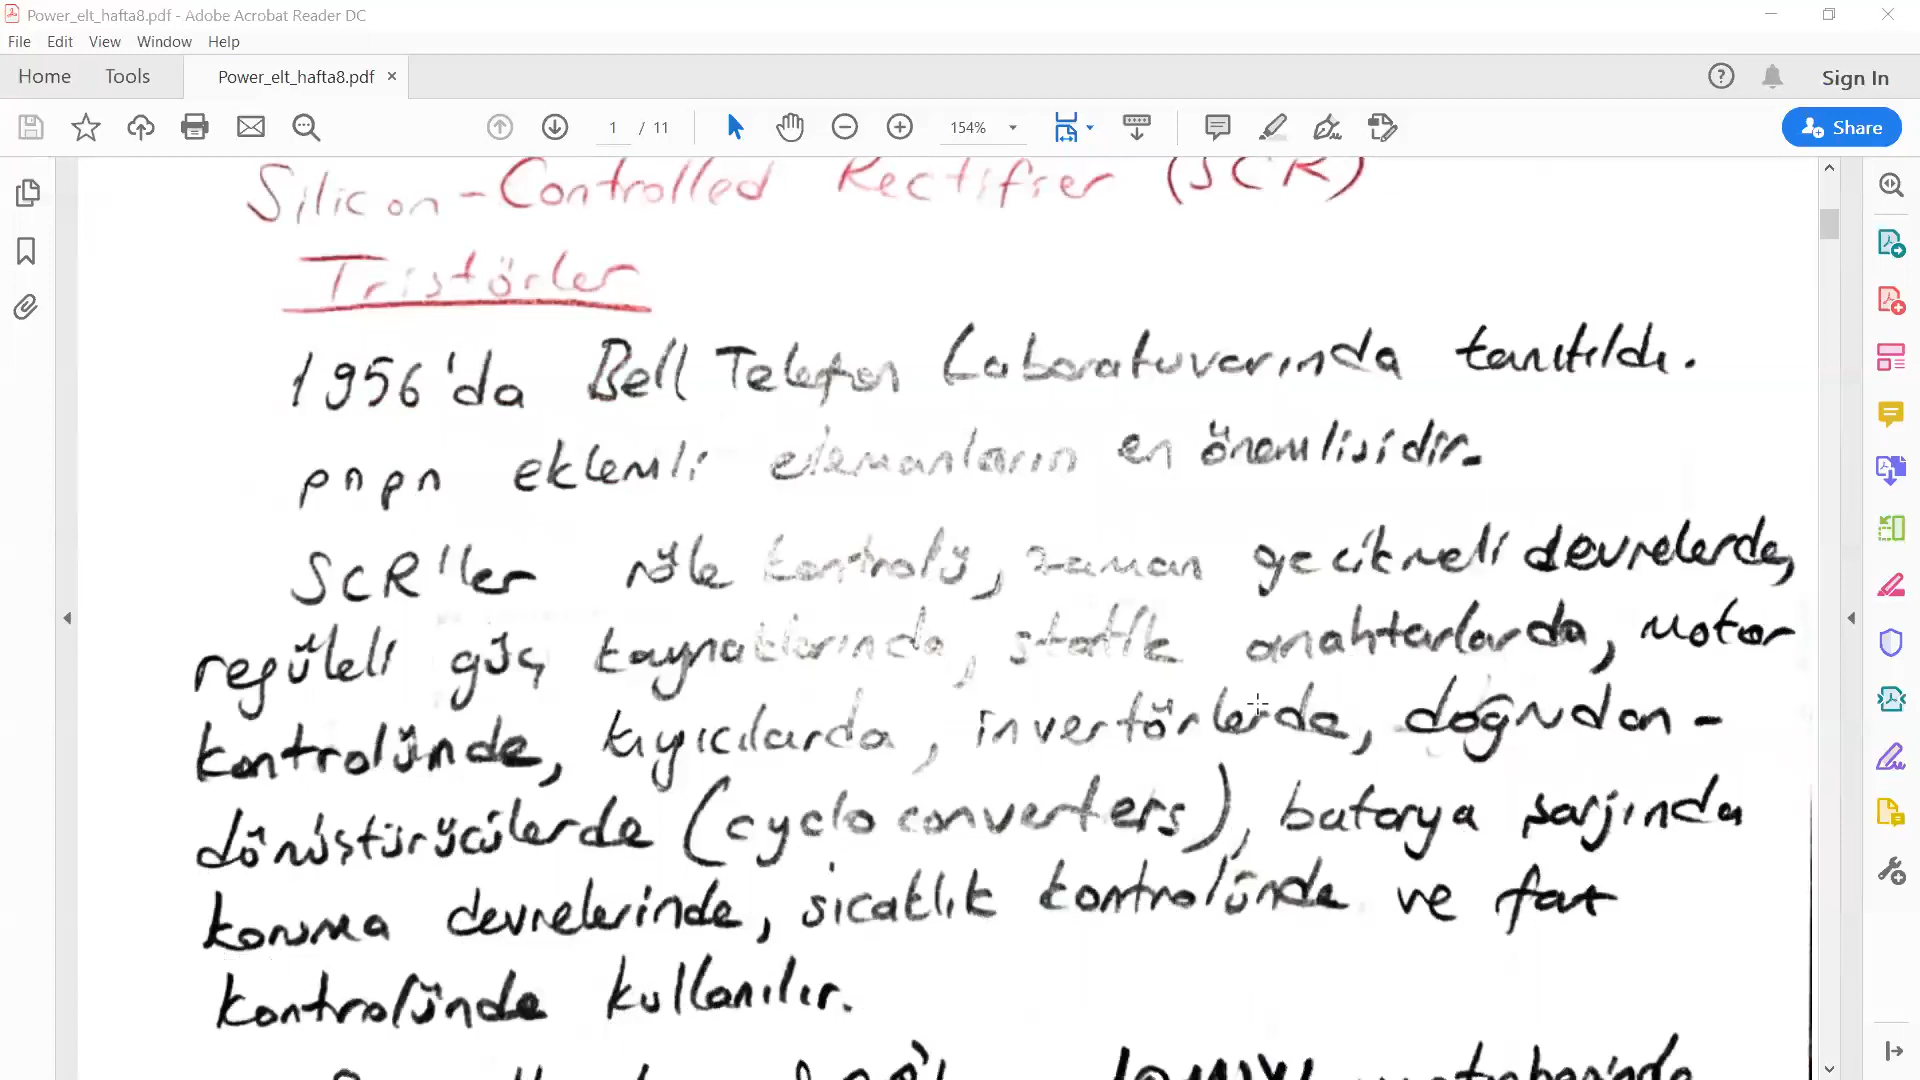 Power_elt_hafta8.pdf - Adobe Acrobat Reader DC
File Edit View Window Help
Home Tools Power_elt_hafta8.pdf × Sign In
1 / 11 154% Share
Silicon-Controlled Rectifier (SCR)
Tristörler
1956'da Bell Telefon Laboratuvarında tanıtıldı.
pnpn eklemli elemanların en önemlisidir.
SCR'ler röle kontrolü, zaman gecikmeli devrelerde,
regüleli güç kaynaklarında, statik anahtarlarda, motor
kontrolünde, kıyıcılarda, invertörlerde, doğrudan-
dönüştürücülerde (cyclo converters), batarya şarjında
koruma devrelerinde, sıcaklık kontrolünde ve faz
kontrolünde kullanılır.